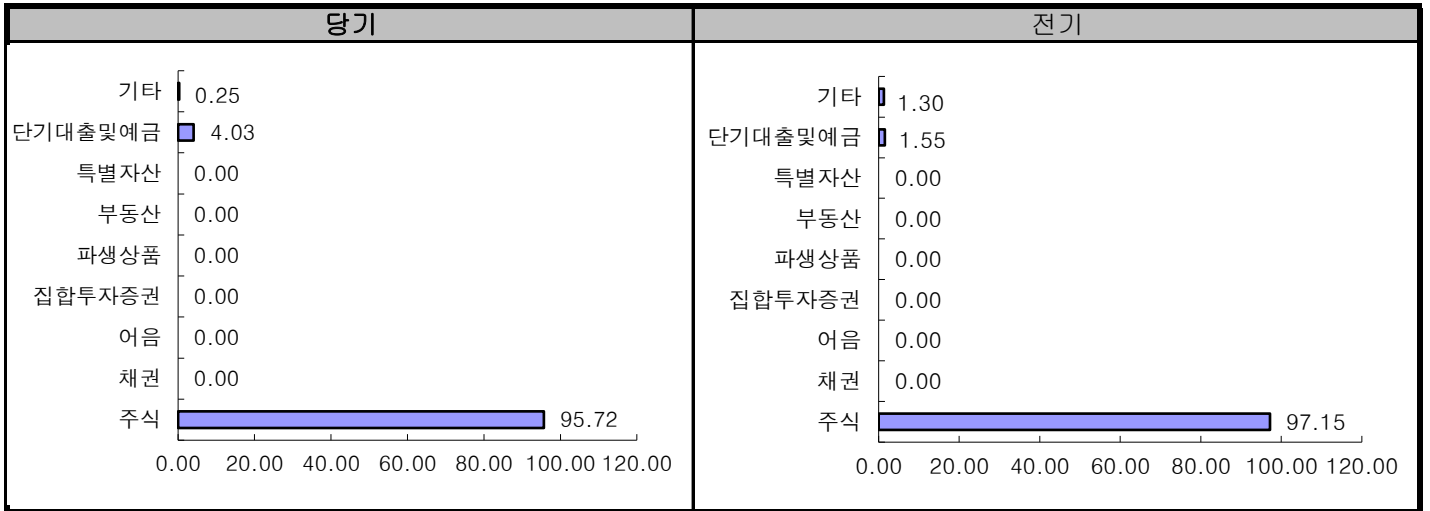 당기
기타 0.25
단기대출및예금 4.03
특별자산 0.00
부동산 0.00
파생상품 0.00
집합투자증권 0.00
어음 0.00
채권 0.00
주식 95.72
0.00 20.00 40.00 60.00 80.00 100.00 120.00
전기
기타 1.30
단기대출및예금 1.55
특별자산 0.00
부동산 0.00
파생상품 0.00
집합투자증권 0.00
어음 0.00
채권 0.00
주식 97.15
0.00 20.00 40.00 60.00 80.00 100.00 120.00